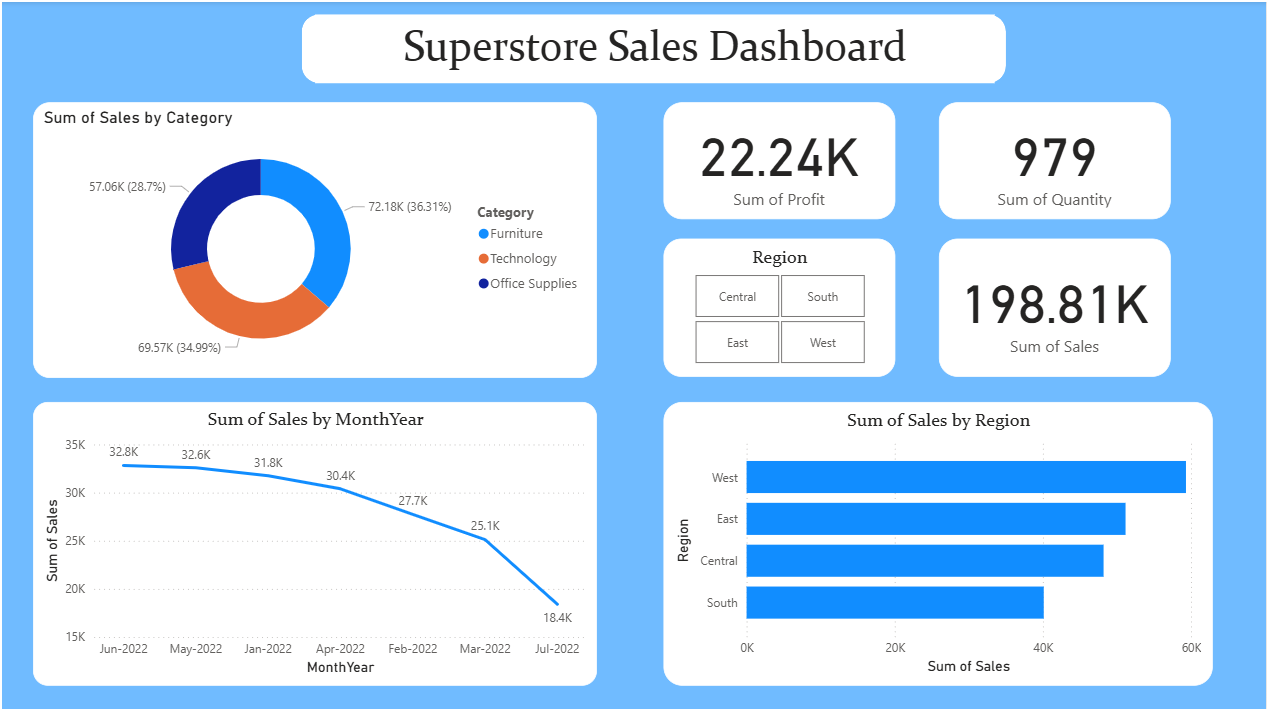 Superstore Sales Dashboard
Sum of Sales by Category
57.06K (28.7%)
72.18K (36.31%)
69.57K (34.99%)
Category
Furniture
Technology
Office Supplies
22.24K
Sum of Profit
979
Sum of Quantity
Region
Central
South
East
West
198.81K
Sum of Sales
Sum of Sales by MonthYear
Sum of Sales
35K
30K
25K
20K
15K
32.8K
32.6K
31.8K
30.4K
27.7K
25.1K
18.4K
Jun-2022
May-2022
Jan-2022
Apr-2022
Feb-2022
Mar-2022
Jul-2022
MonthYear
Sum of Sales by Region
Region
West
East
Central
South
0K
20K
40K
60K
Sum of Sales